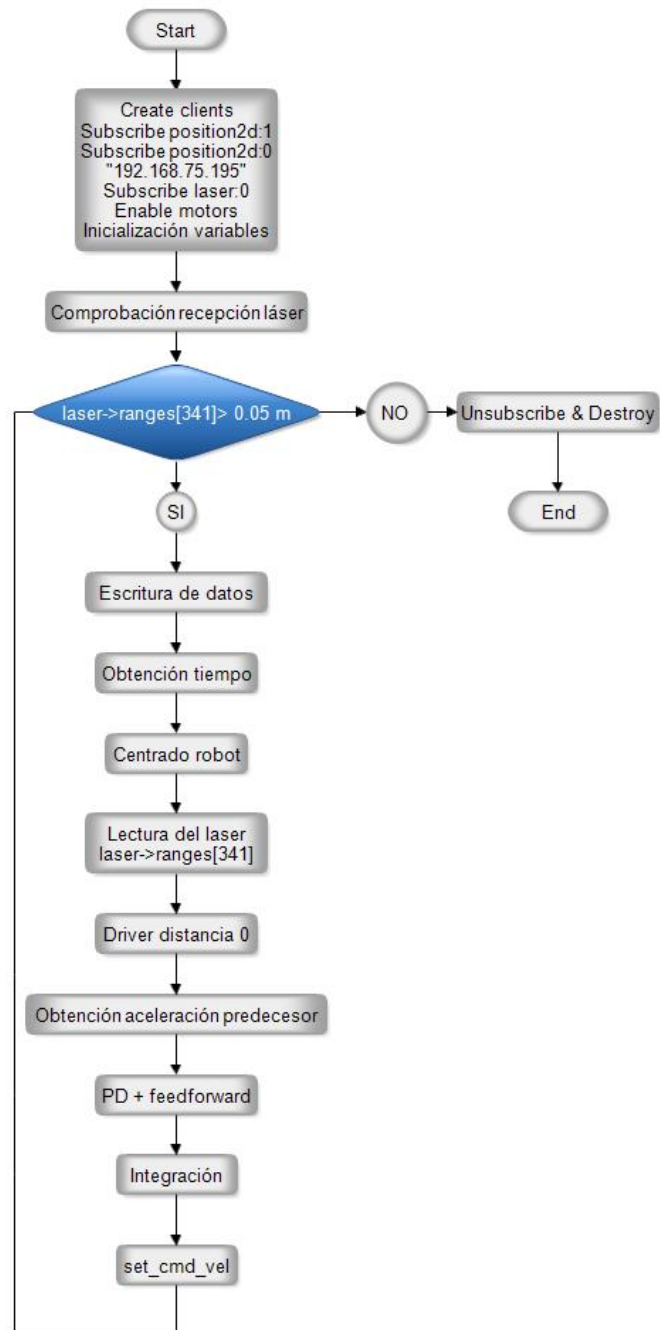 Start
Create clients
Subscribe position2d:1
Subscribe position2d:0
"192.168.75.195"
Subscribe laser:0
Enable motors
Inicialización variables
Comprobación recepción láser
laser->ranges[341]> 0.05 m
NO
Unsubscribe & Destroy
End
SI
Escritura de datos
Obtención tiempo
Centrado robot
Lectura del laser
laser->ranges[341]
Driver distancia 0
Obtención aceleración predecesor
PD + feedforward
Integración
set_cmd_vel